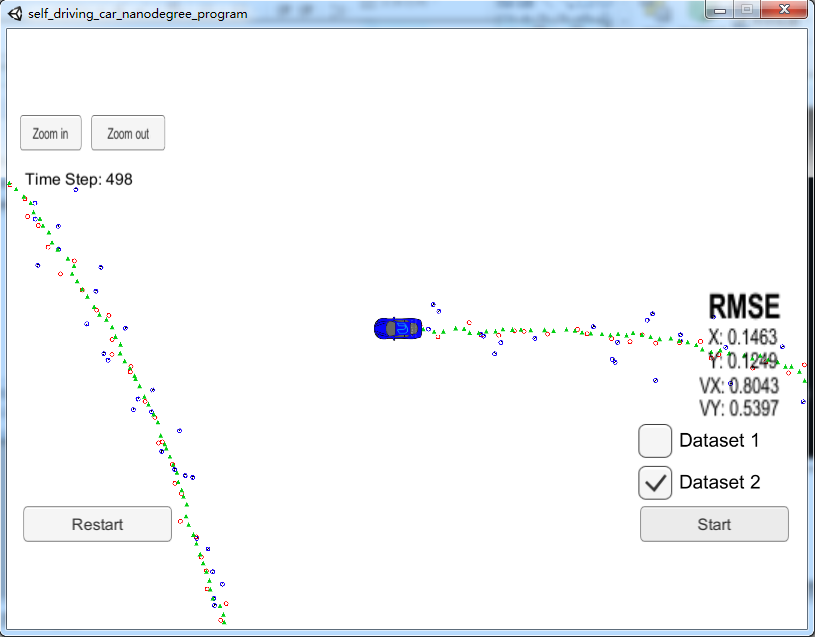 self_driving_car_nanodegree_program
Zoom in
Zoom out
Time Step: 498
RMSE
X: 0.1463
Y: 0.1249
VX: 0.8043
VY: 0.5397
Dataset 1
Dataset 2
Restart
Start